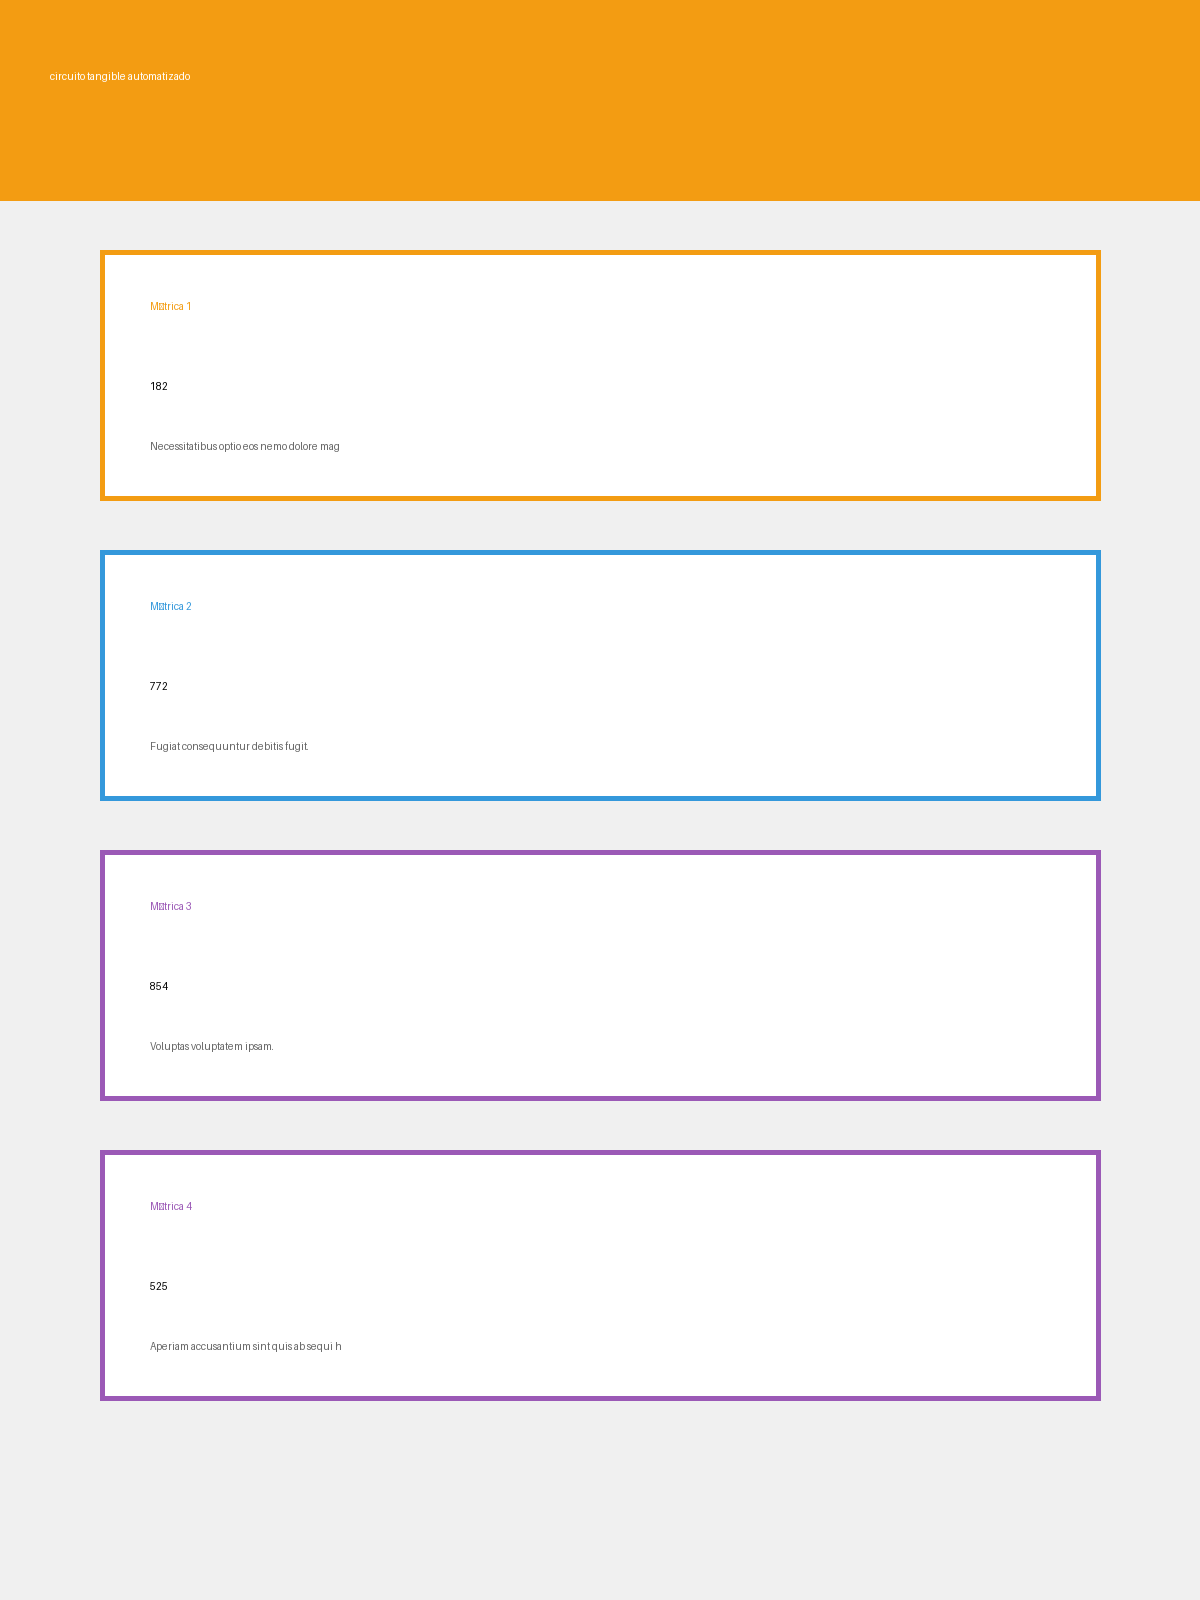 circuito tangible automatizado
M▯trica 1
182
Necessitatibus optio eos nemo dolore mag
M▯trica 2
772
Fugiat consequuntur debitis fugit.
M▯trica 3
854
Voluptas voluptatem ipsam.
M▯trica 4
525
Aperiam accusantium sint quis ab sequi h